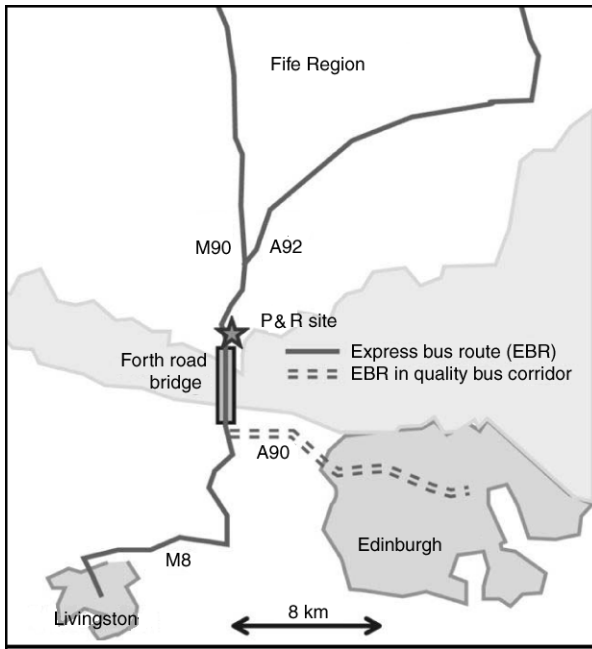 Fife Region
M90
A92
P & R site
Forth road
bridge
Express bus route (EBR)
EBR in quality bus corridor
A90
Edinburgh
M8
Livingston
8 km